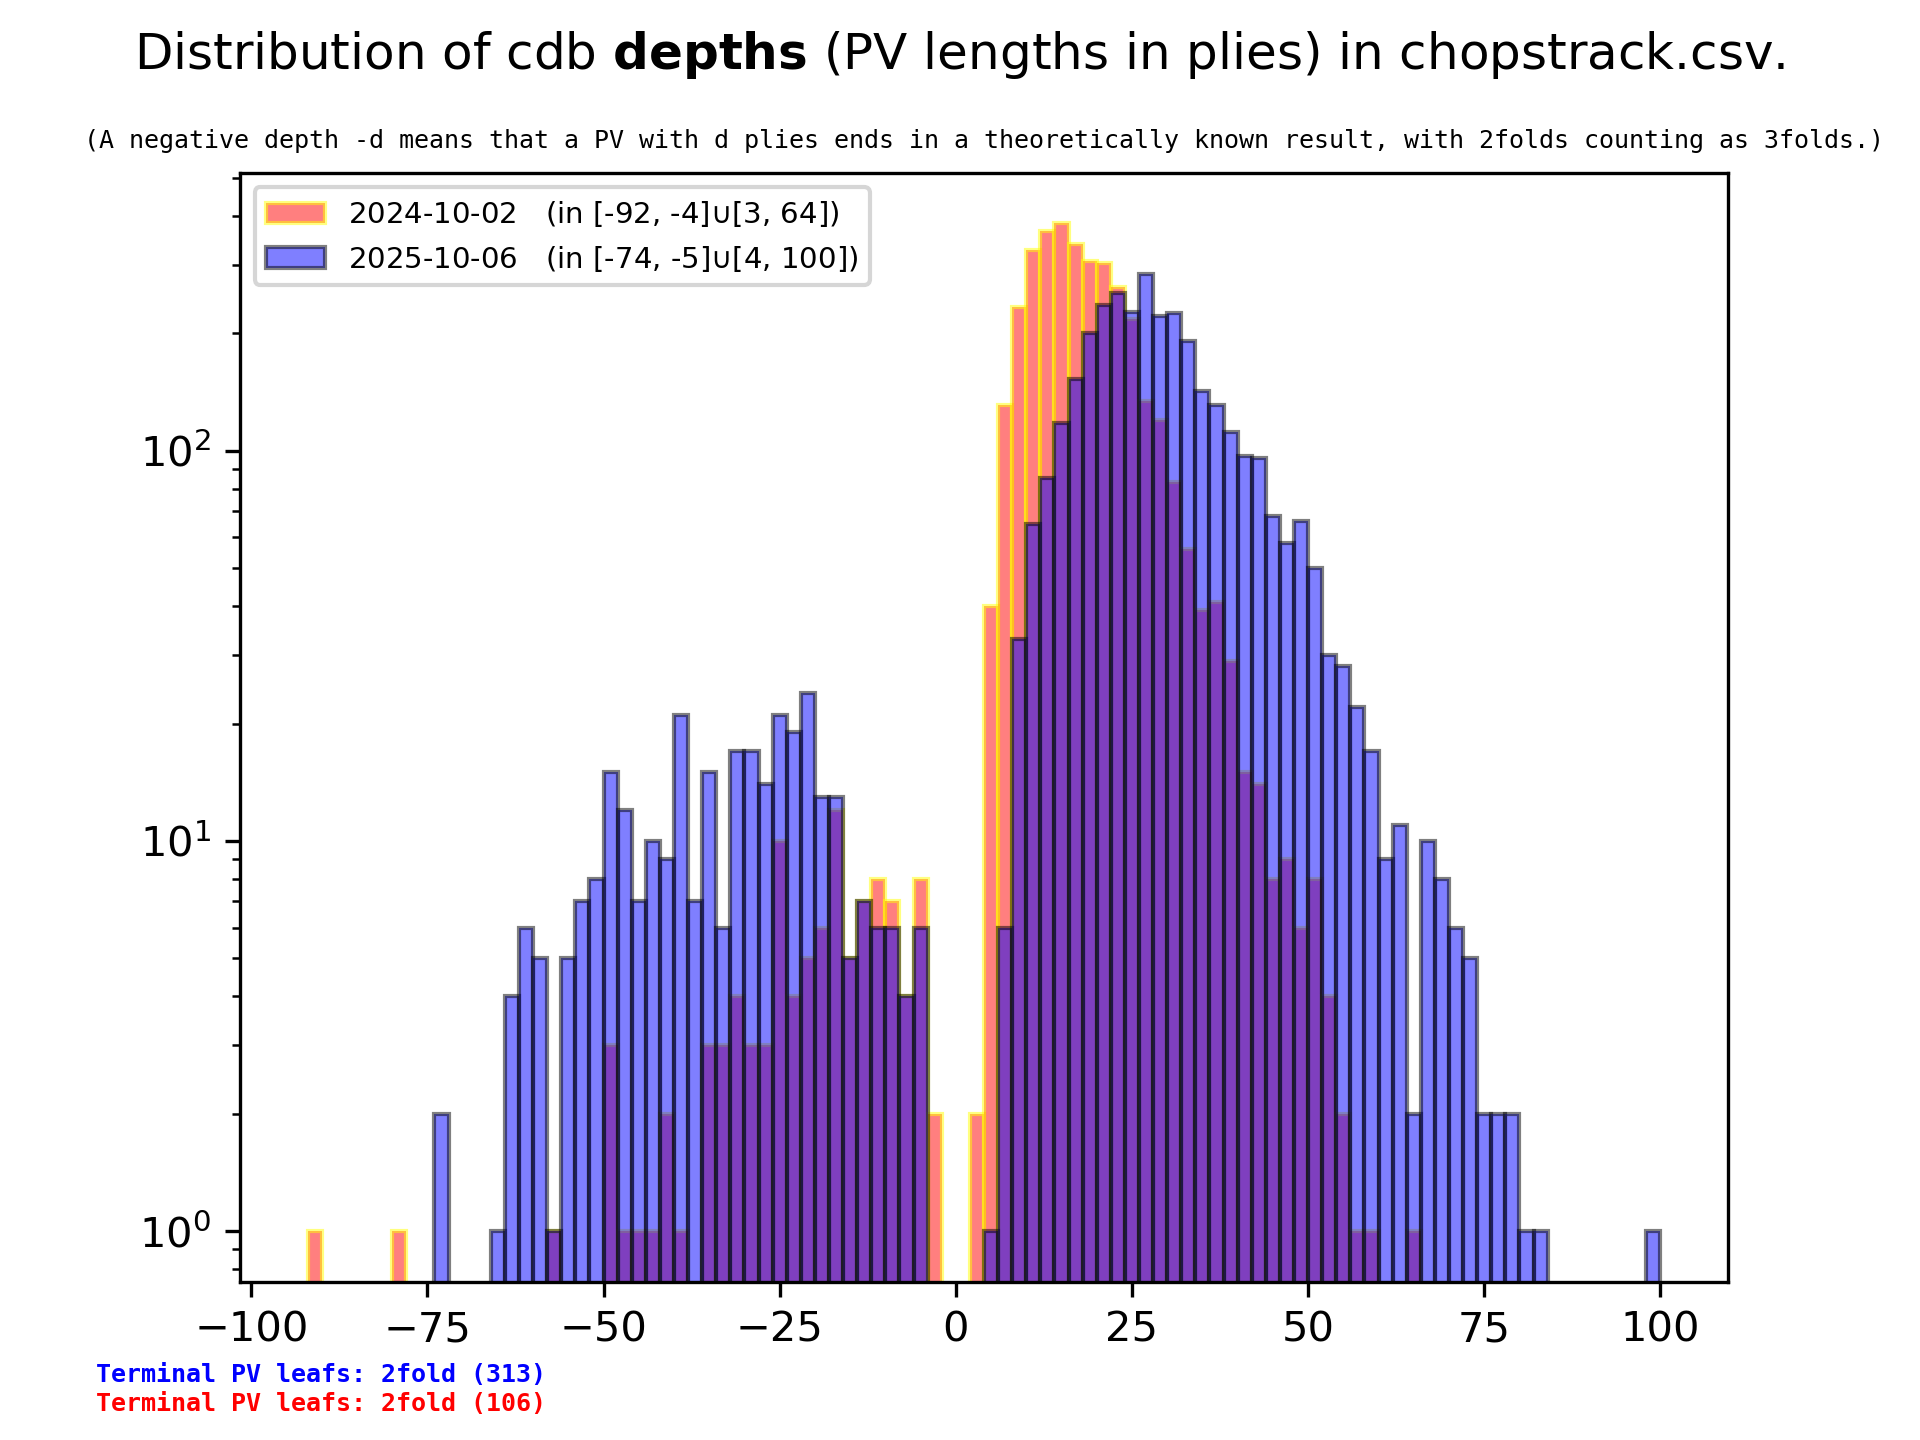 Distribution of cdb depths (PV lengths in plies) in chopstrack.csv.
(A negative depth -d means that a PV with d plies ends in a theoretically known result, with 2folds counting as 3folds.)
2024-10-02 (in [-92, -4]∪[3, 64])
2025-10-06 (in [-74, -5]∪[4, 100])
10²
10¹
10⁰
−100 −75 −50 −25 0 25 50 75 100
Terminal PV leafs: 2fold (313)
Terminal PV leafs: 2fold (106)